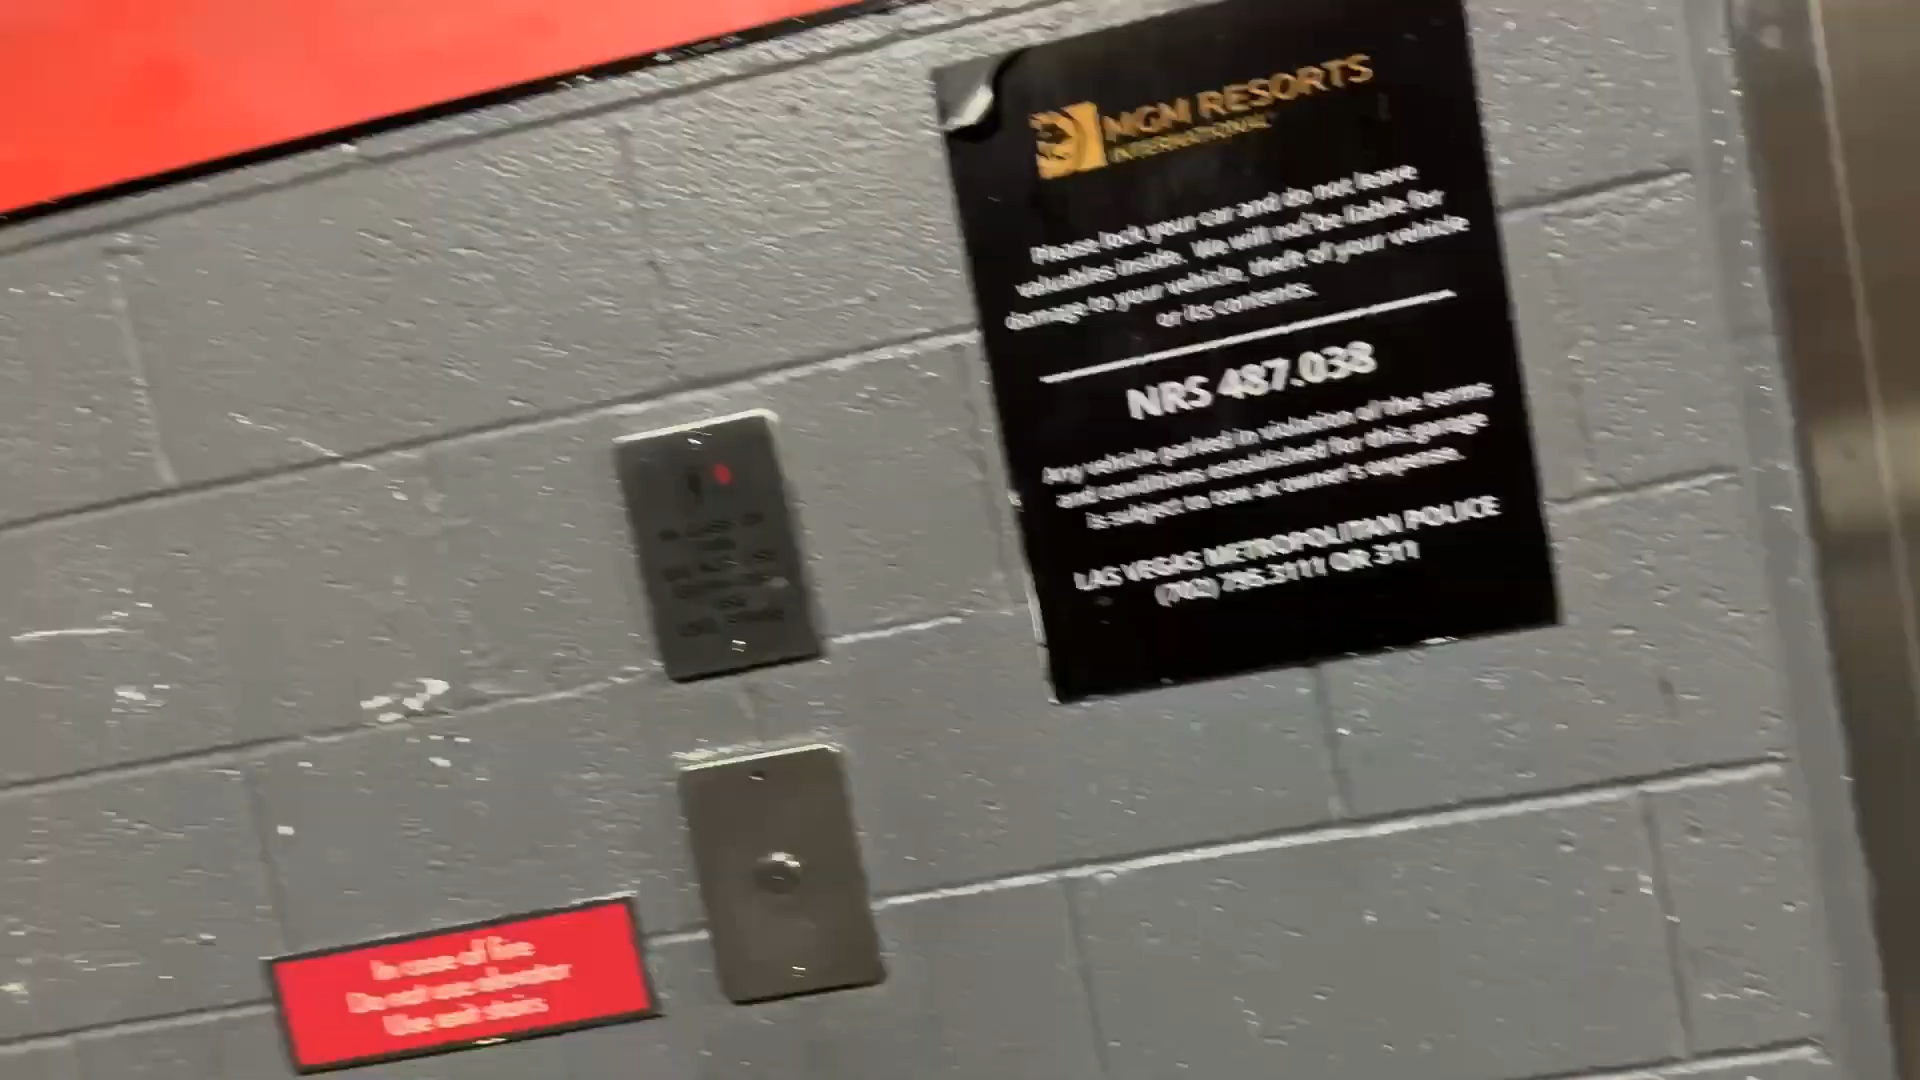 MGM RESORTS
INTERNATIONAL
Please lock your car and do not leave
valuables inside. We will not be liable for
damage to your vehicle, theft of your vehicle
or its contents.
NRS 487.038
Any vehicle parked in violation of the terms
and conditions established for this garage
is subject to tow at owner's expense.
LAS VEGAS METROPOLITAN POLICE
(702) 795.3111 OR 311
In case of fire
Do not use elevator
Use exit stairs